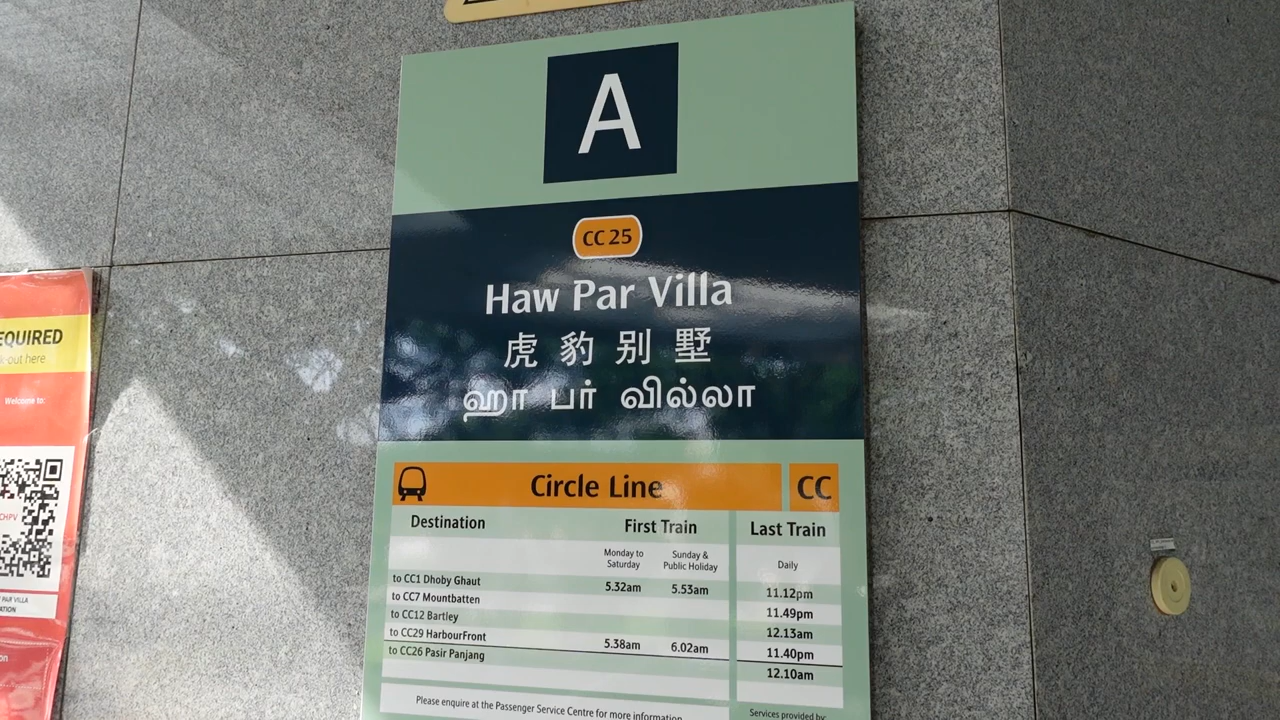 A
CC 25
Haw Par Villa
虎豹别墅
ஹா பர் வில்லா
Circle Line CC
Destination First Train Last Train
Monday to Saturday Sunday & Public Holiday Daily
to CC1 Dhoby Ghaut 5.32am 5.53am 11.12pm
to CC7 Mountbatten 11.49pm
to CC12 Bartley 12.13am
to CC29 HarbourFront 5.38am 6.02am 11.40pm
to CC26 Pasir Panjang 12.10am
Please enquire at the Passenger Service Centre for more information
Services provided by
EQUIRED
k-out here
Welcome to:
CHPV
PAR VILLA
ATION